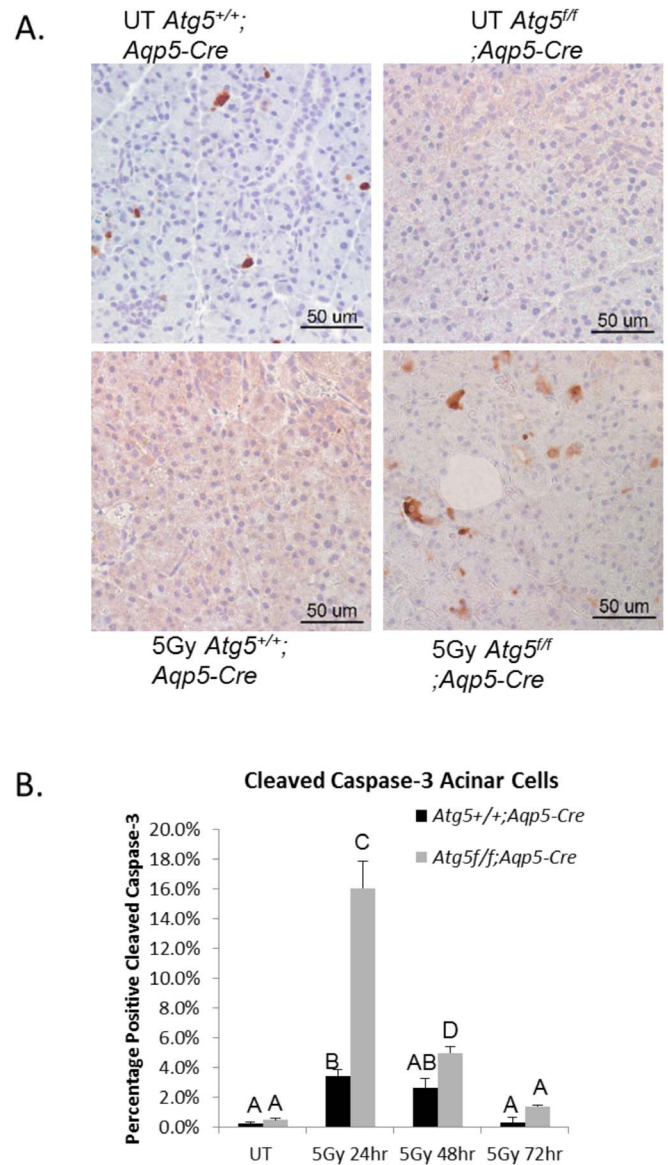 A.
UT Atg5+/+;
Aqp5-Cre
UT Atg5f/f
;Aqp5-Cre
50 um
50 um
50 um
50 um
5Gy Atg5+/+;
Aqp5-Cre
5Gy Atg5f/f
;Aqp5-Cre
B.
Cleaved Caspase-3 Acinar Cells
Atg5+/+;Aqp5-Cre
Atg5f/f;Aqp5-Cre
Percentage Positive Cleaved Caspase-3
20.0%
18.0%
16.0%
14.0%
12.0%
10.0%
8.0%
6.0%
4.0%
2.0%
0.0%
A A
B
C
AB
D
A
A
UT
5Gy 24hr
5Gy 48hr
5Gy 72hr